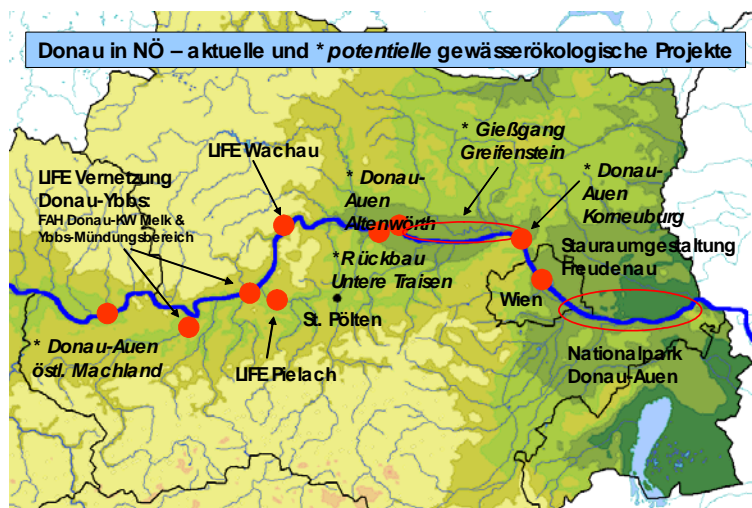 Donau in NÖ – aktuelle und * potentielle gewässerökologische Projekte
LIFE Wachau
* Gießgang
Greifenstein
LIFE Vernetzung
Donau-Ybbs:
FAH Donau-KW Melk &
Ybbs-Mündungsbereich
* Donau-
Auen
Altenwörth
* Donau-
Auen
Korneuburg
*Rückbau
Untere Traisen
Stauraumgestaltung
Freudenau
Wien
St. Pölten
* Donau-Auen
östl. Machland
LIFE Pielach
Nationalpark
Donau-Auen